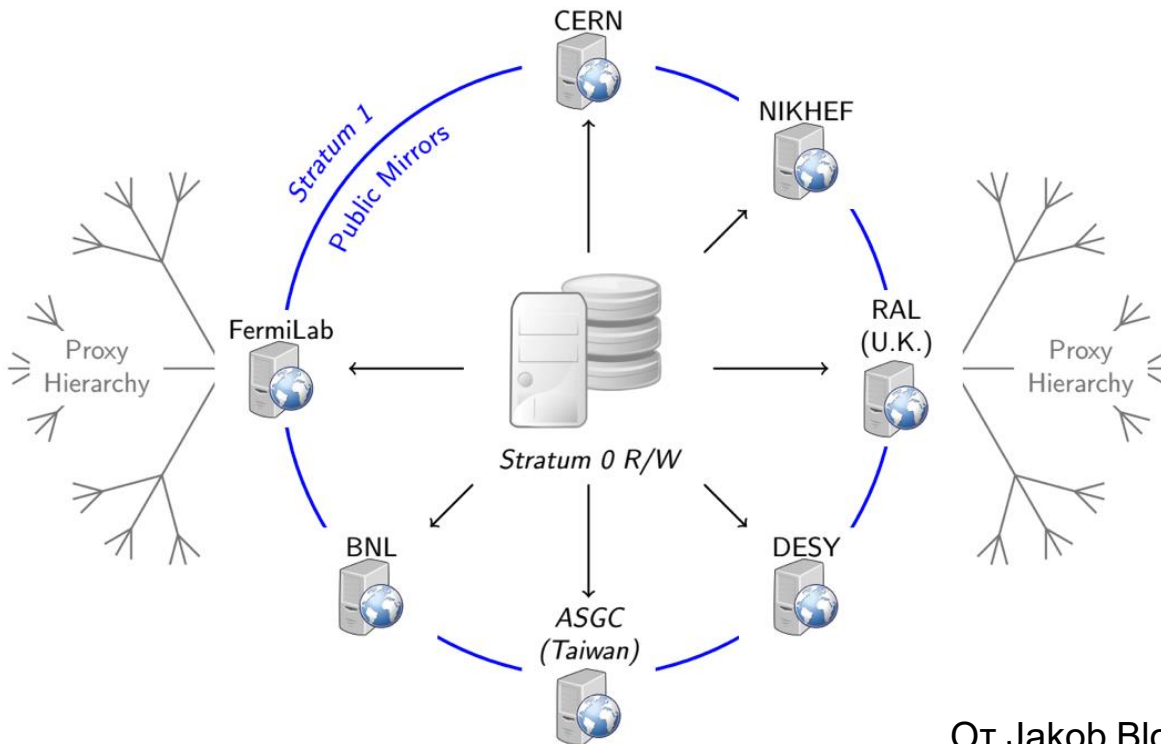 CERN
NIKHEF
Stratum 1
Public Mirrors
FermiLab
RAL
(U.K.)
Proxy
Hierarchy
Proxy
Hierarchy
Stratum 0 R/W
BNL
DESY
ASGC
(Taiwan)
От Jakob Blo